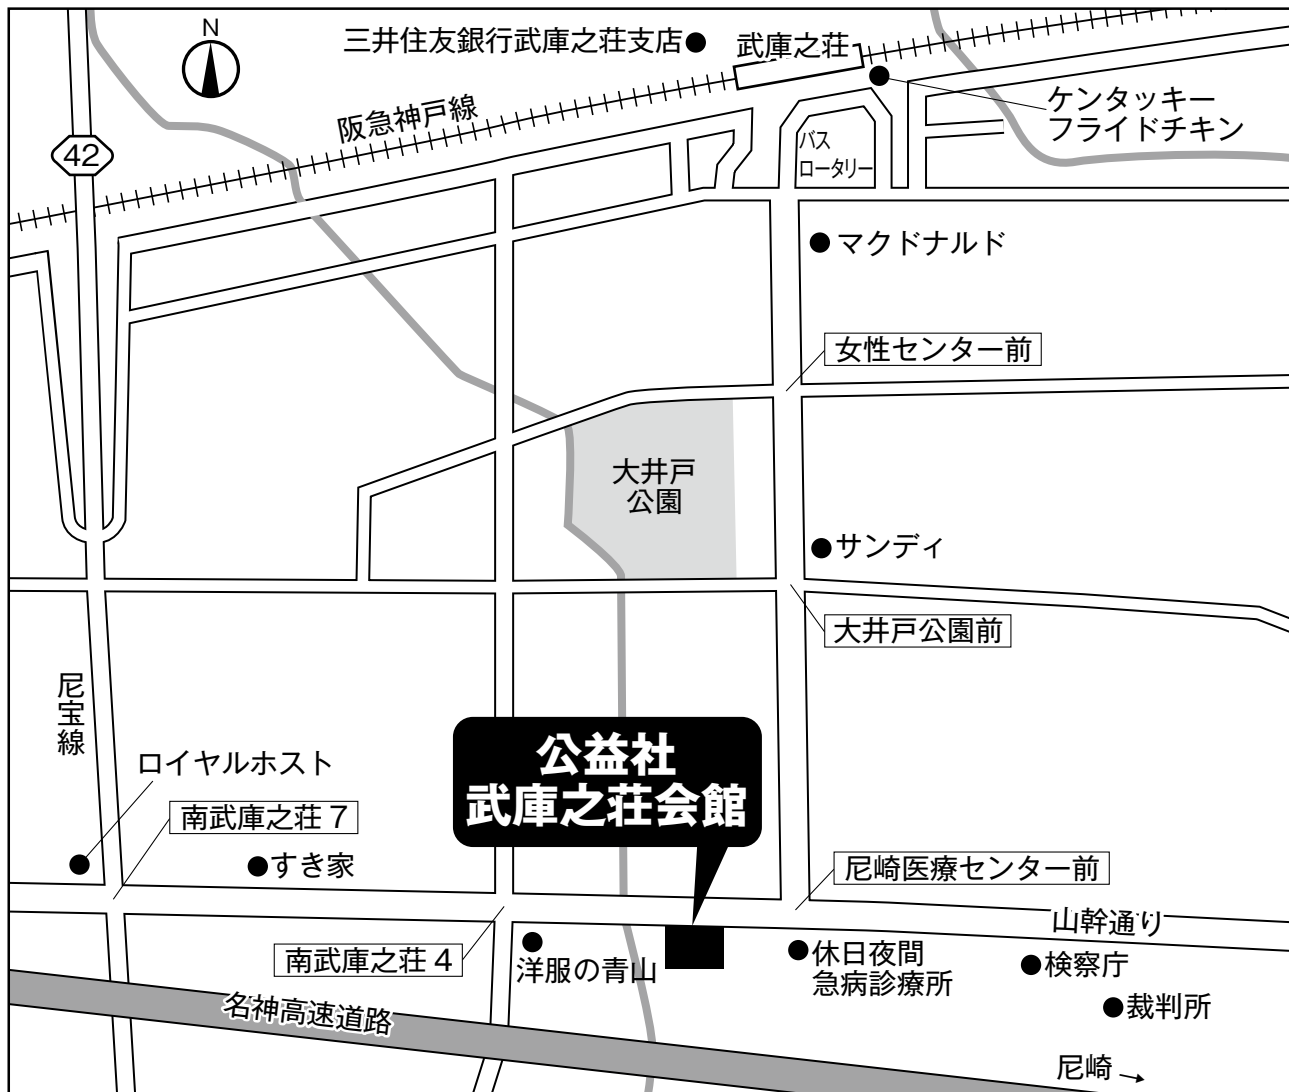 N
三井住友銀行武庫之荘支店
武庫之荘
ケンタッキー
フライドチキン
阪急神戸線
42
バス
ロータリー
マクドナルド
女性センター前
大井戸
公園
サンディ
大井戸公園前
尼宝線
公益社
武庫之荘会館
ロイヤルホスト
南武庫之荘7
すき家
尼崎医療センター前
山幹通り
南武庫之荘4
洋服の青山
休日夜間
急病診療所
検察庁
裁判所
名神高速道路
尼崎→